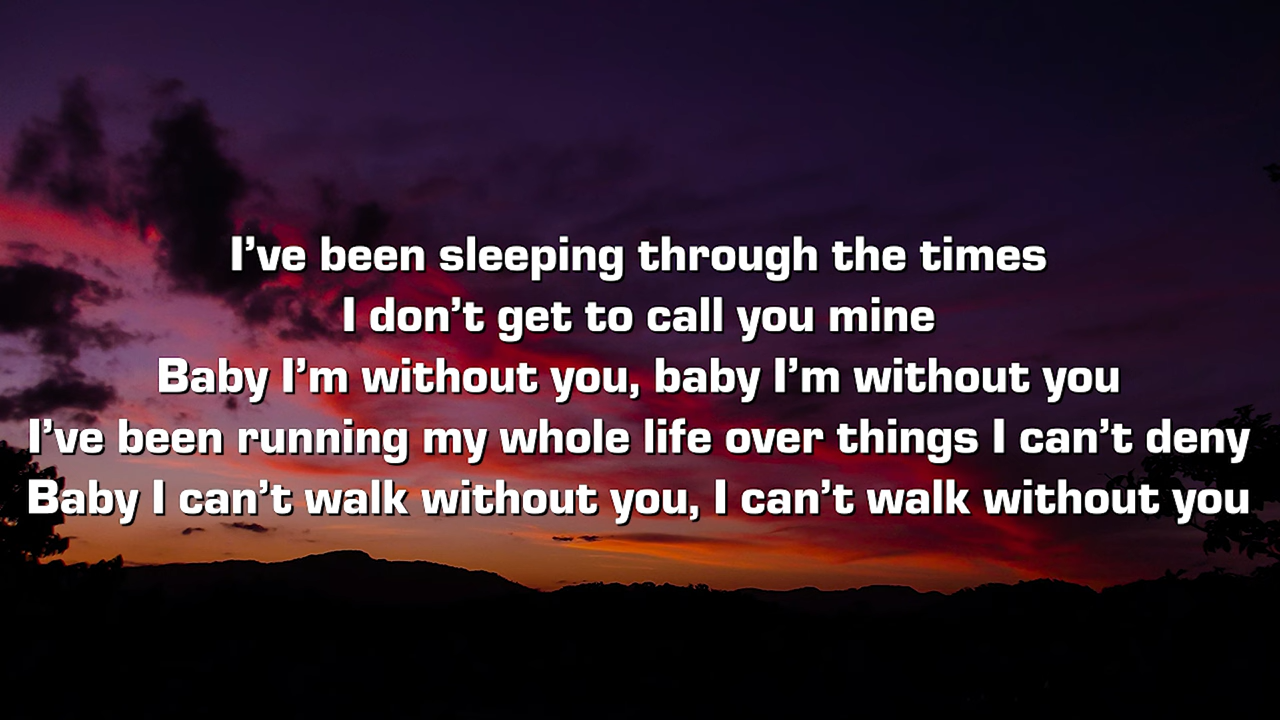 I’ve been sleeping through the times
I don’t get to call you mine
Baby I’m without you, baby I’m without you
I’ve been running my whole life over things I can’t deny
Baby I can’t walk without you, I can’t walk without you